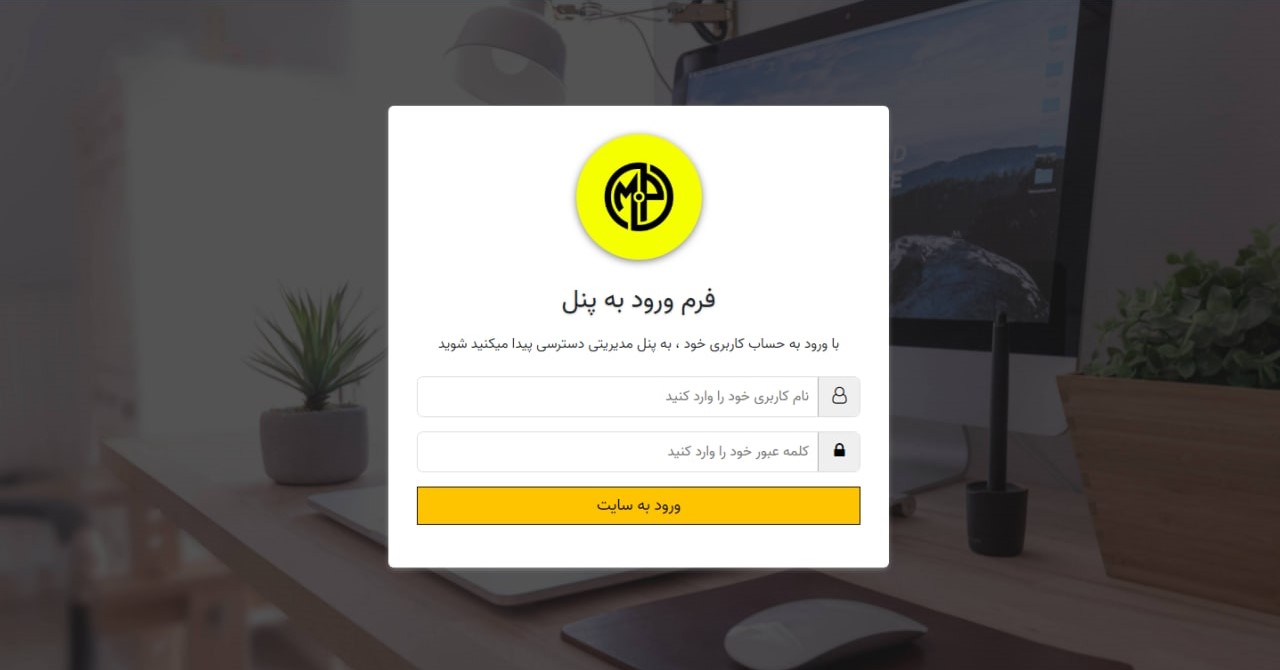 فرم ورود به پنل
با ورود به حساب کاربری خود ، به پنل مدیریتی دسترسی پیدا میکنید شوید
نام کاربری خود را وارد کنید
کلمه عبور خود را وارد کنید
ورود به سایت